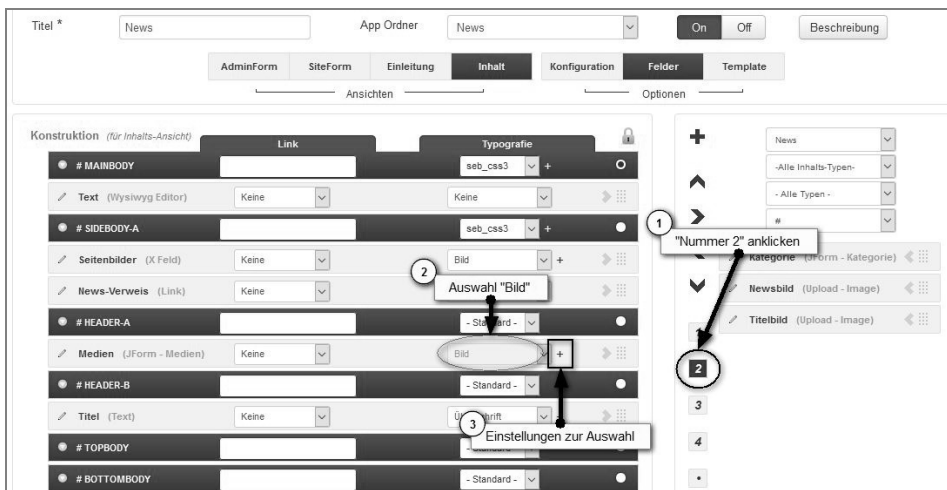 Titel * News App Ordner News On Off Beschreibung
AdminForm SiteForm Einleitung Inhalt Konfiguration Felder Template
Ansichten Optionen
Konstruktion (für Inhalts-Ansicht) Link Typografie
# MAINBODY seb_css3 +
Text (Wysiwyg Editor) Keine Keine
# SIDEBODY-A seb_css3 +
Seitenbilder (X Feld) Keine Bild +
News-Verweis (Link) Keine
2 Auswahl "Bild"
# HEADER-A - Standard -
Medien (JForm - Medien) Keine Bild +
# HEADER-B - Standard -
Titel (Text) Keine
3 Einstellungen zur Auswahl
# TOPBODY
# BOTTOMBODY - Standard -
News
-Alle Inhalts-Typen-
- Alle Typen -
#
1 "Nummer 2" anklicken
Kategorie (JForm - Kategorie)
Newsbild (Upload - Image)
Titelbild (Upload - Image)
2
3
4